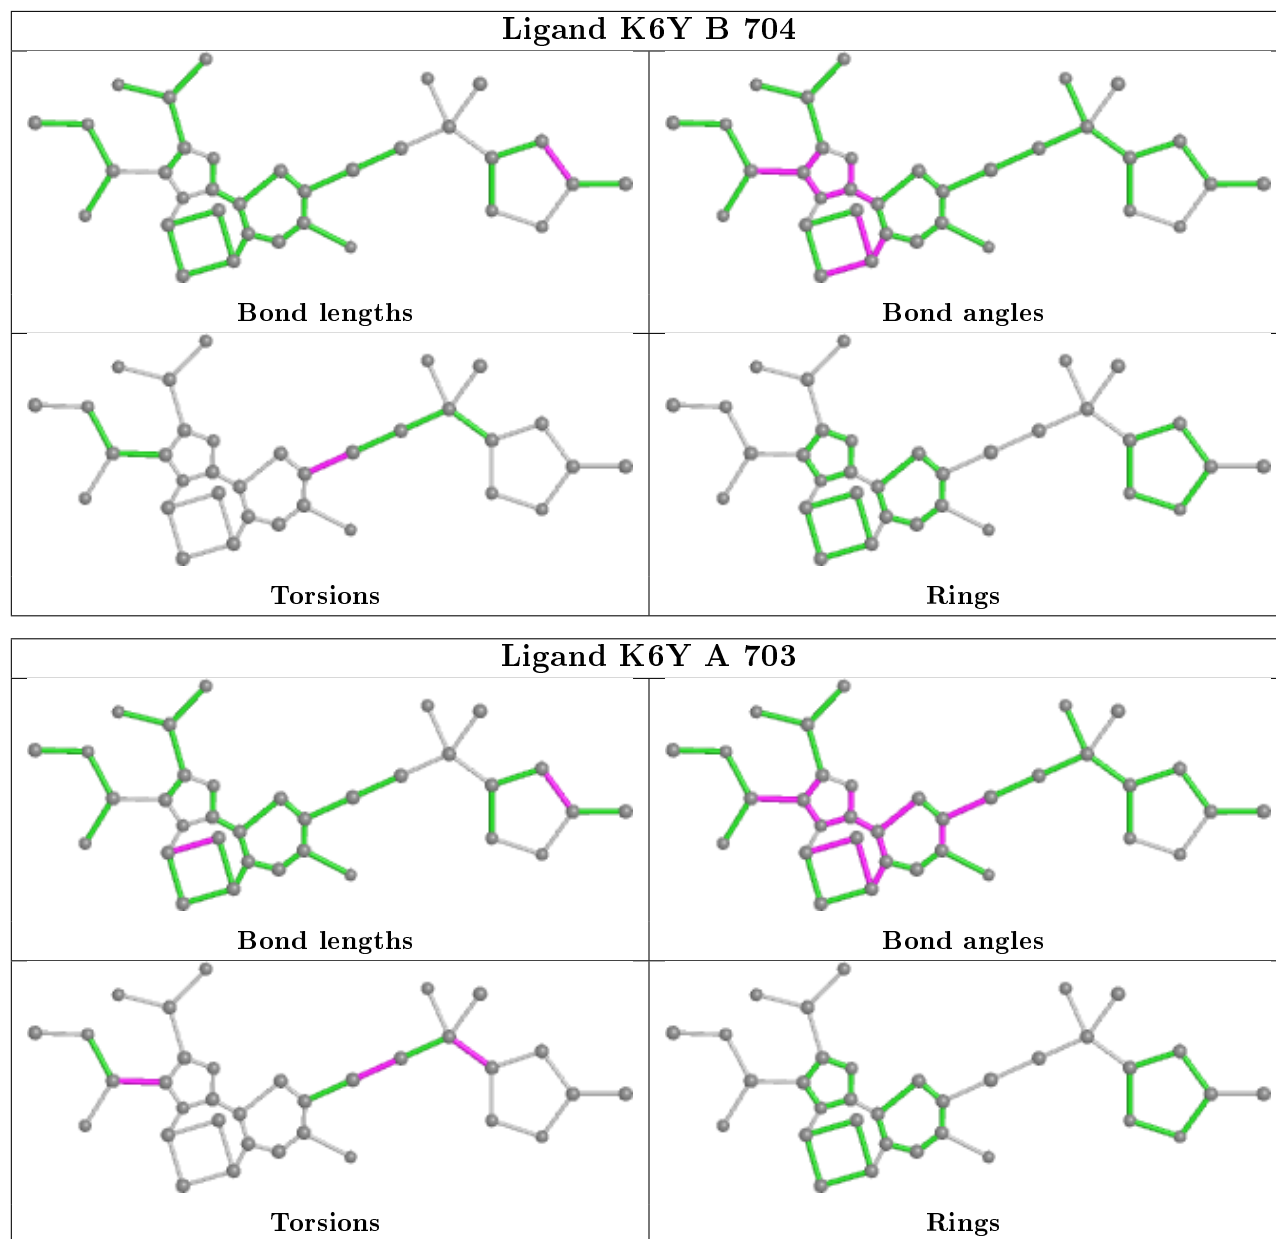 Ligand K6Y B 704
Bond lengths
Bond angles
Torsions
Rings
Ligand K6Y A 703
Bond lengths
Bond angles
Torsions
Rings